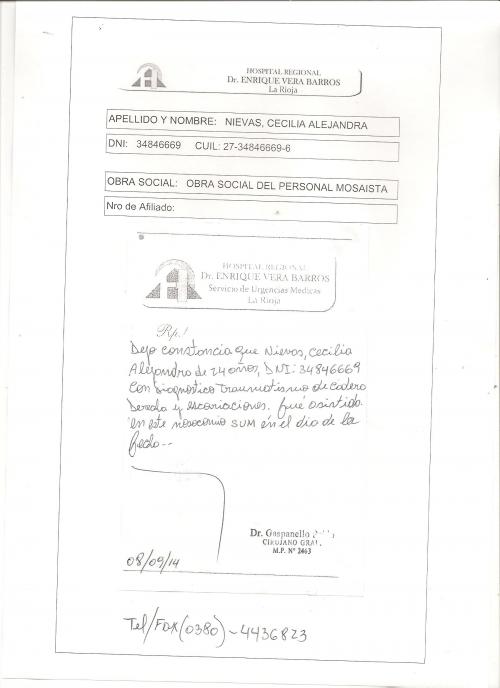 HOSPITAL REGIONAL
Dr. ENRIQUE VERA BARROS
La Rioja
APELLIDO Y NOMBRE: NIEVAS, CECILIA ALEJANDRA
DNI: 34846669 CUIL: 27-34846669-6
OBRA SOCIAL: OBRA SOCIAL DEL PERSONAL MOSAISTA
Nro de Afiliado:
HOSPITAL REGIONAL
Dr. ENRIQUE VERA BARROS
Servicio de Urgencias Medicas
La Rioja
Rp.!
Dejo constancia que Nievas, Cecilia
Alejandra de 24 años, DNI: 34846669
Con diagnostico traumatismo de cadera
derecha y escoriaciones. fué asistida
en este nosocomio SUM en el día de la
fecha--
Dr. Gaspanello
CIRUJANO GRAL.
M.P. Nº 2463
08/09/14
Tel/FAX (0380)-4436823